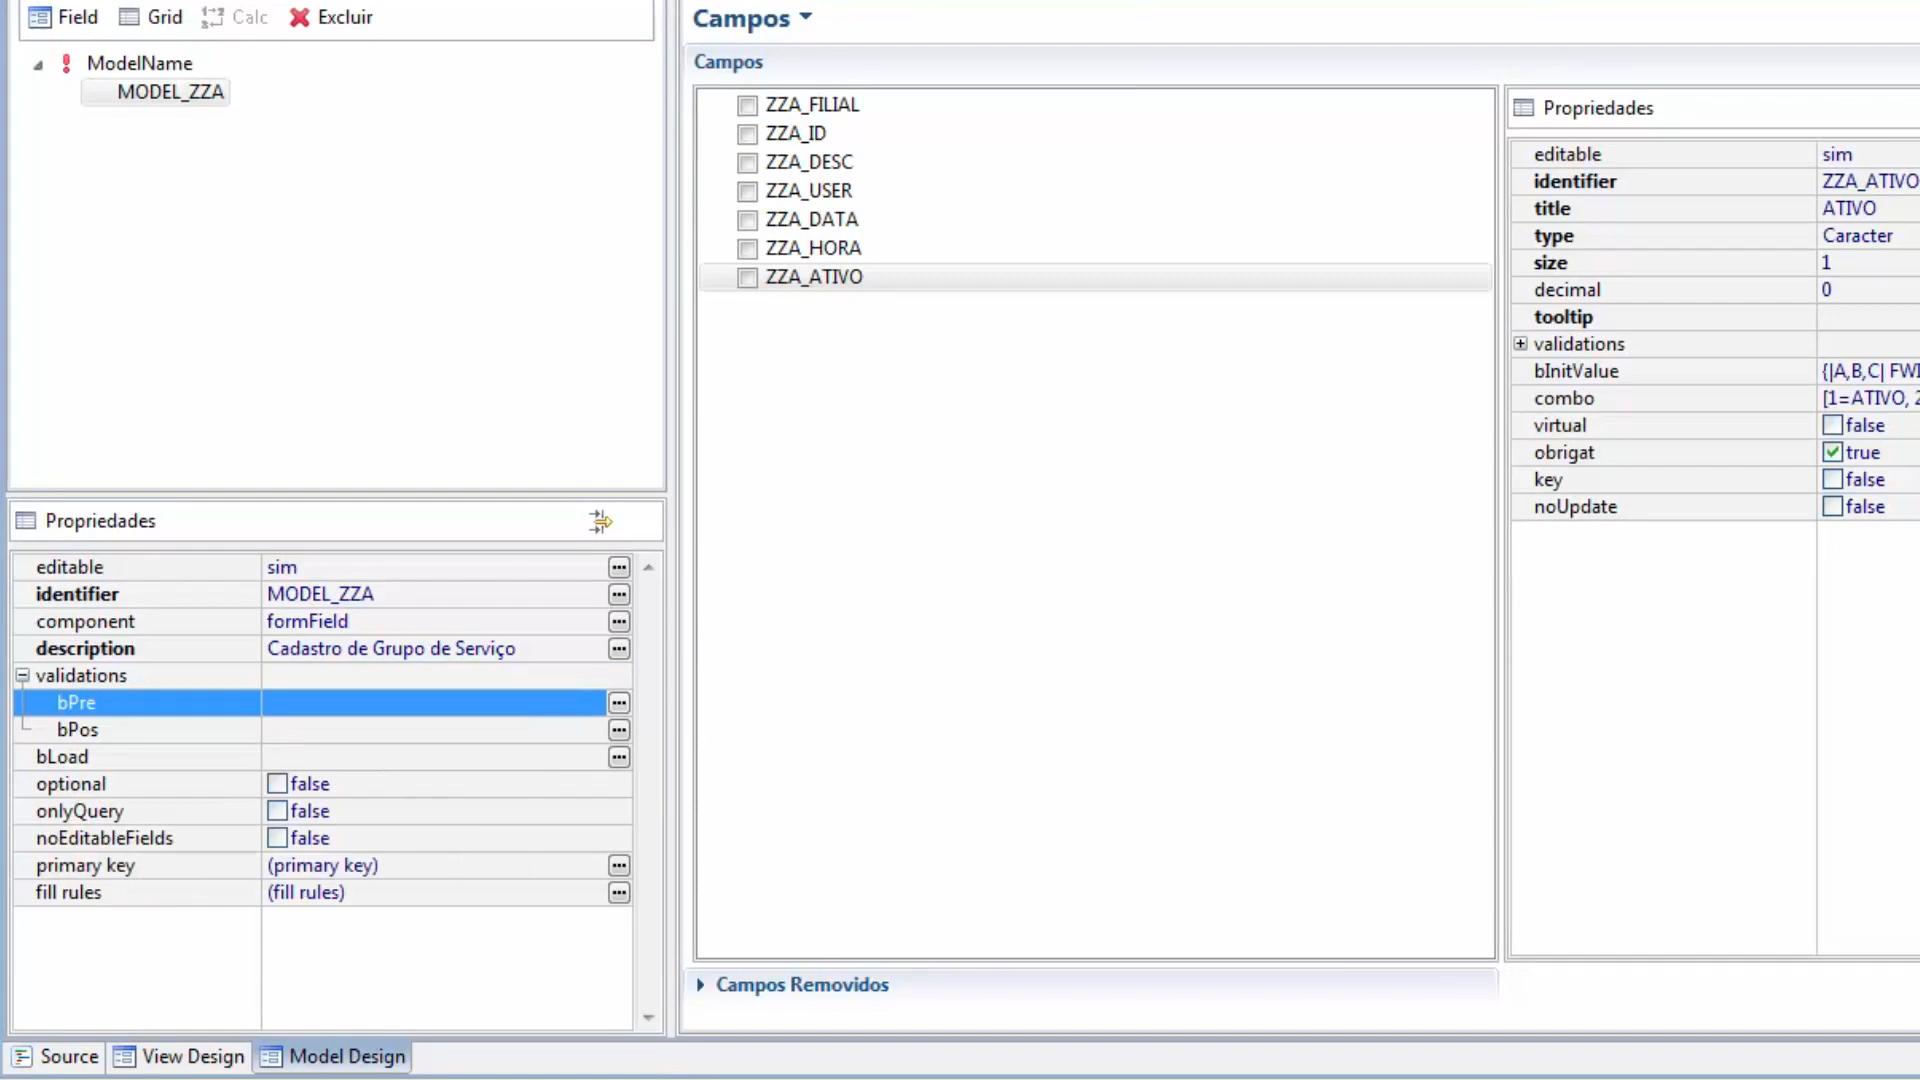 Field Grid Calc Excluir
ModelName
MODEL_ZZA
Propriedades
editable sim
identifier MODEL_ZZA
component formField
description Cadastro de Grupo de Serviço
validations
bPre
bPos
bLoad
optional false
onlyQuery false
noEditableFields false
primary key (primary key)
fill rules (fill rules)
Campos
Campos
ZZA_FILIAL
ZZA_ID
ZZA_DESC
ZZA_USER
ZZA_DATA
ZZA_HORA
ZZA_ATIVO
Campos Removidos
Propriedades
editable sim
identifier ZZA_ATIVO
title ATIVO
type Caracter
size 1
decimal 0
tooltip
validations
bInitValue {|A,B,C|
combo [1=ATIVO,
virtual false
obrigat true
key false
noUpdate false
Source View Design Model Design